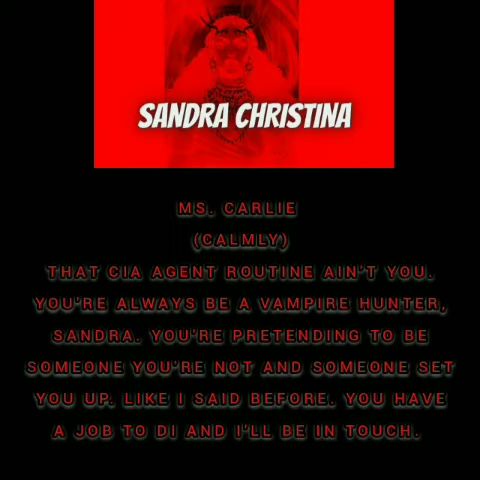 SANDRA CHRISTINA
MS. CARLIE
(CALMLY)
THAT CIA AGENT ROUTINE AIN'T YOU.
YOU'RE ALWAYS BE A VAMPIRE HUNTER,
SANDRA. YOU'RE PRETENDING TO BE
SOMEONE YOU'RE NOT AND SOMEONE SET
YOU UP. LIKE I SAID BEFORE. YOU HAVE
A JOB TO DI AND I'LL BE IN TOUCH.